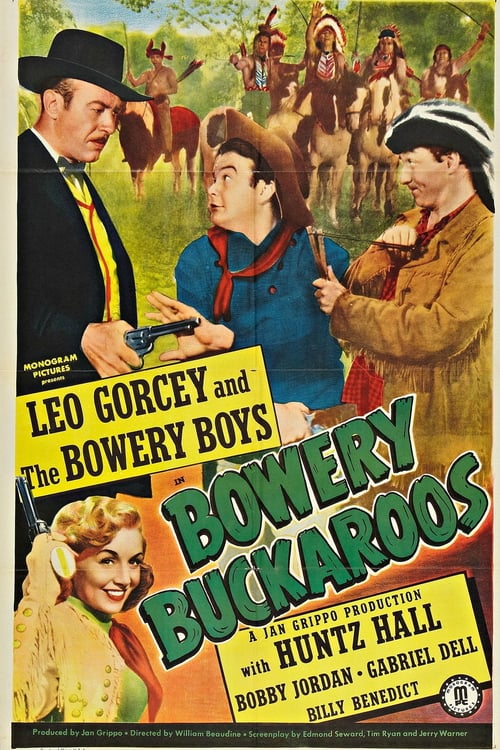 MONOGRAM
PICTURES
presents
LEO GORCEY and
The BOWERY BOYS
IN
BOWERY
BUCKAROOS
A JAN GRIPPO PRODUCTION
with HUNTZ HALL
BOBBY JORDAN · GABRIEL DELL
BILLY BENEDICT
Produced by Jan Grippo · Directed by William Beaudine · Screenplay by Edmond Seward, Tim Ryan and Jerry Warner